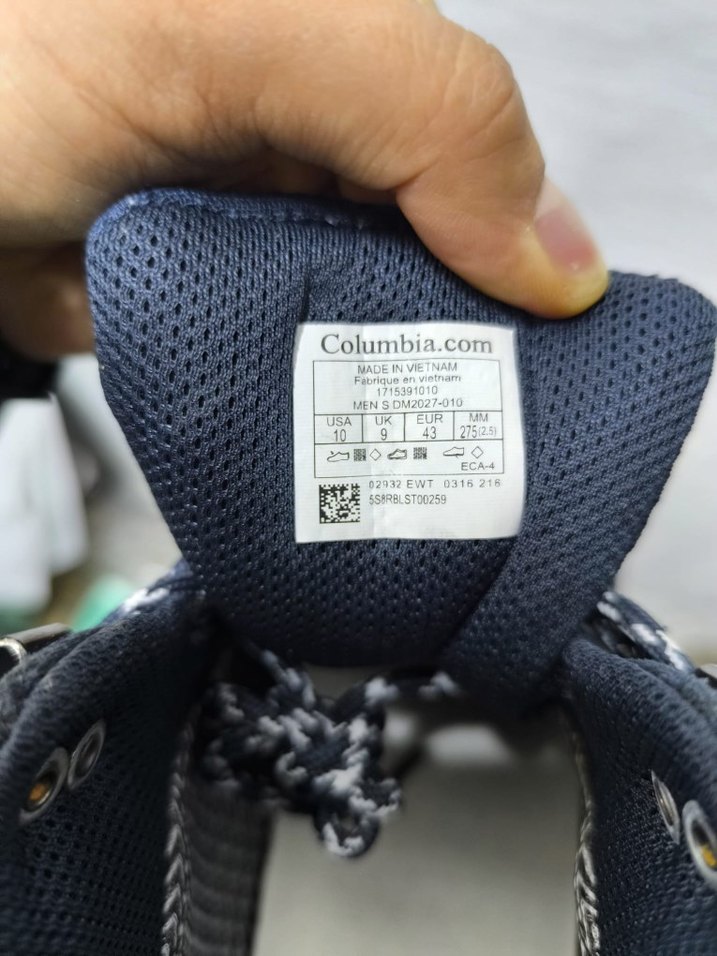 Columbia.com
MADE IN VIETNAM
Fabrique en vietnam
1715391010
MEN S DM2027-010
USA UK EUR MM
10 9 43 275(2.5)
ECA-4
02932 EWT 0316 216
5S8RBLST00259